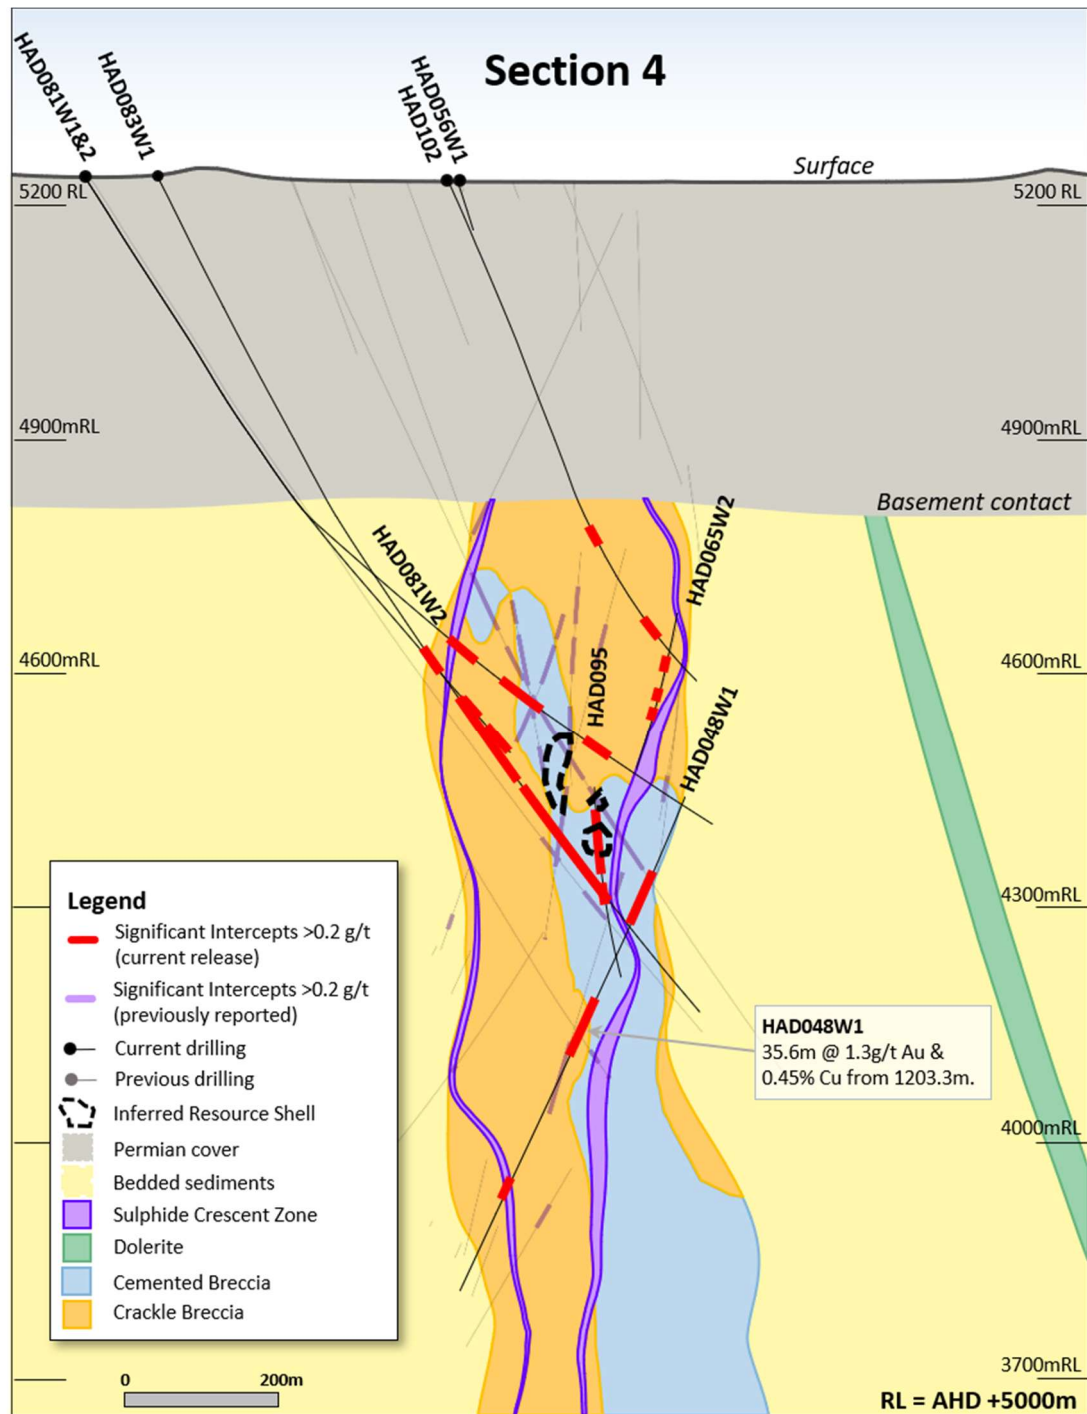 Section 4
HAD081W1&2
HAD083W1
HAD102
HAD056W1
Surface
5200 RL
5200 RL
4900mRL
4900mRL
Basement contact
HAD081W2
HAD065W2
4600mRL
4600mRL
HAD095
HAD048W1
4300mRL
Legend
Significant Intercepts >0.2 g/t
(current release)
Significant Intercepts >0.2 g/t
(previously reported)
Current drilling
Previous drilling
Inferred Resource Shell
Permian cover
Bedded sediments
Sulphide Crescent Zone
Dolerite
Cemented Breccia
Crackle Breccia
HAD048W1
35.6m @ 1.3g/t Au &
0.45% Cu from 1203.3m.
4000mRL
3700mRL
0 200m
RL = AHD +5000m